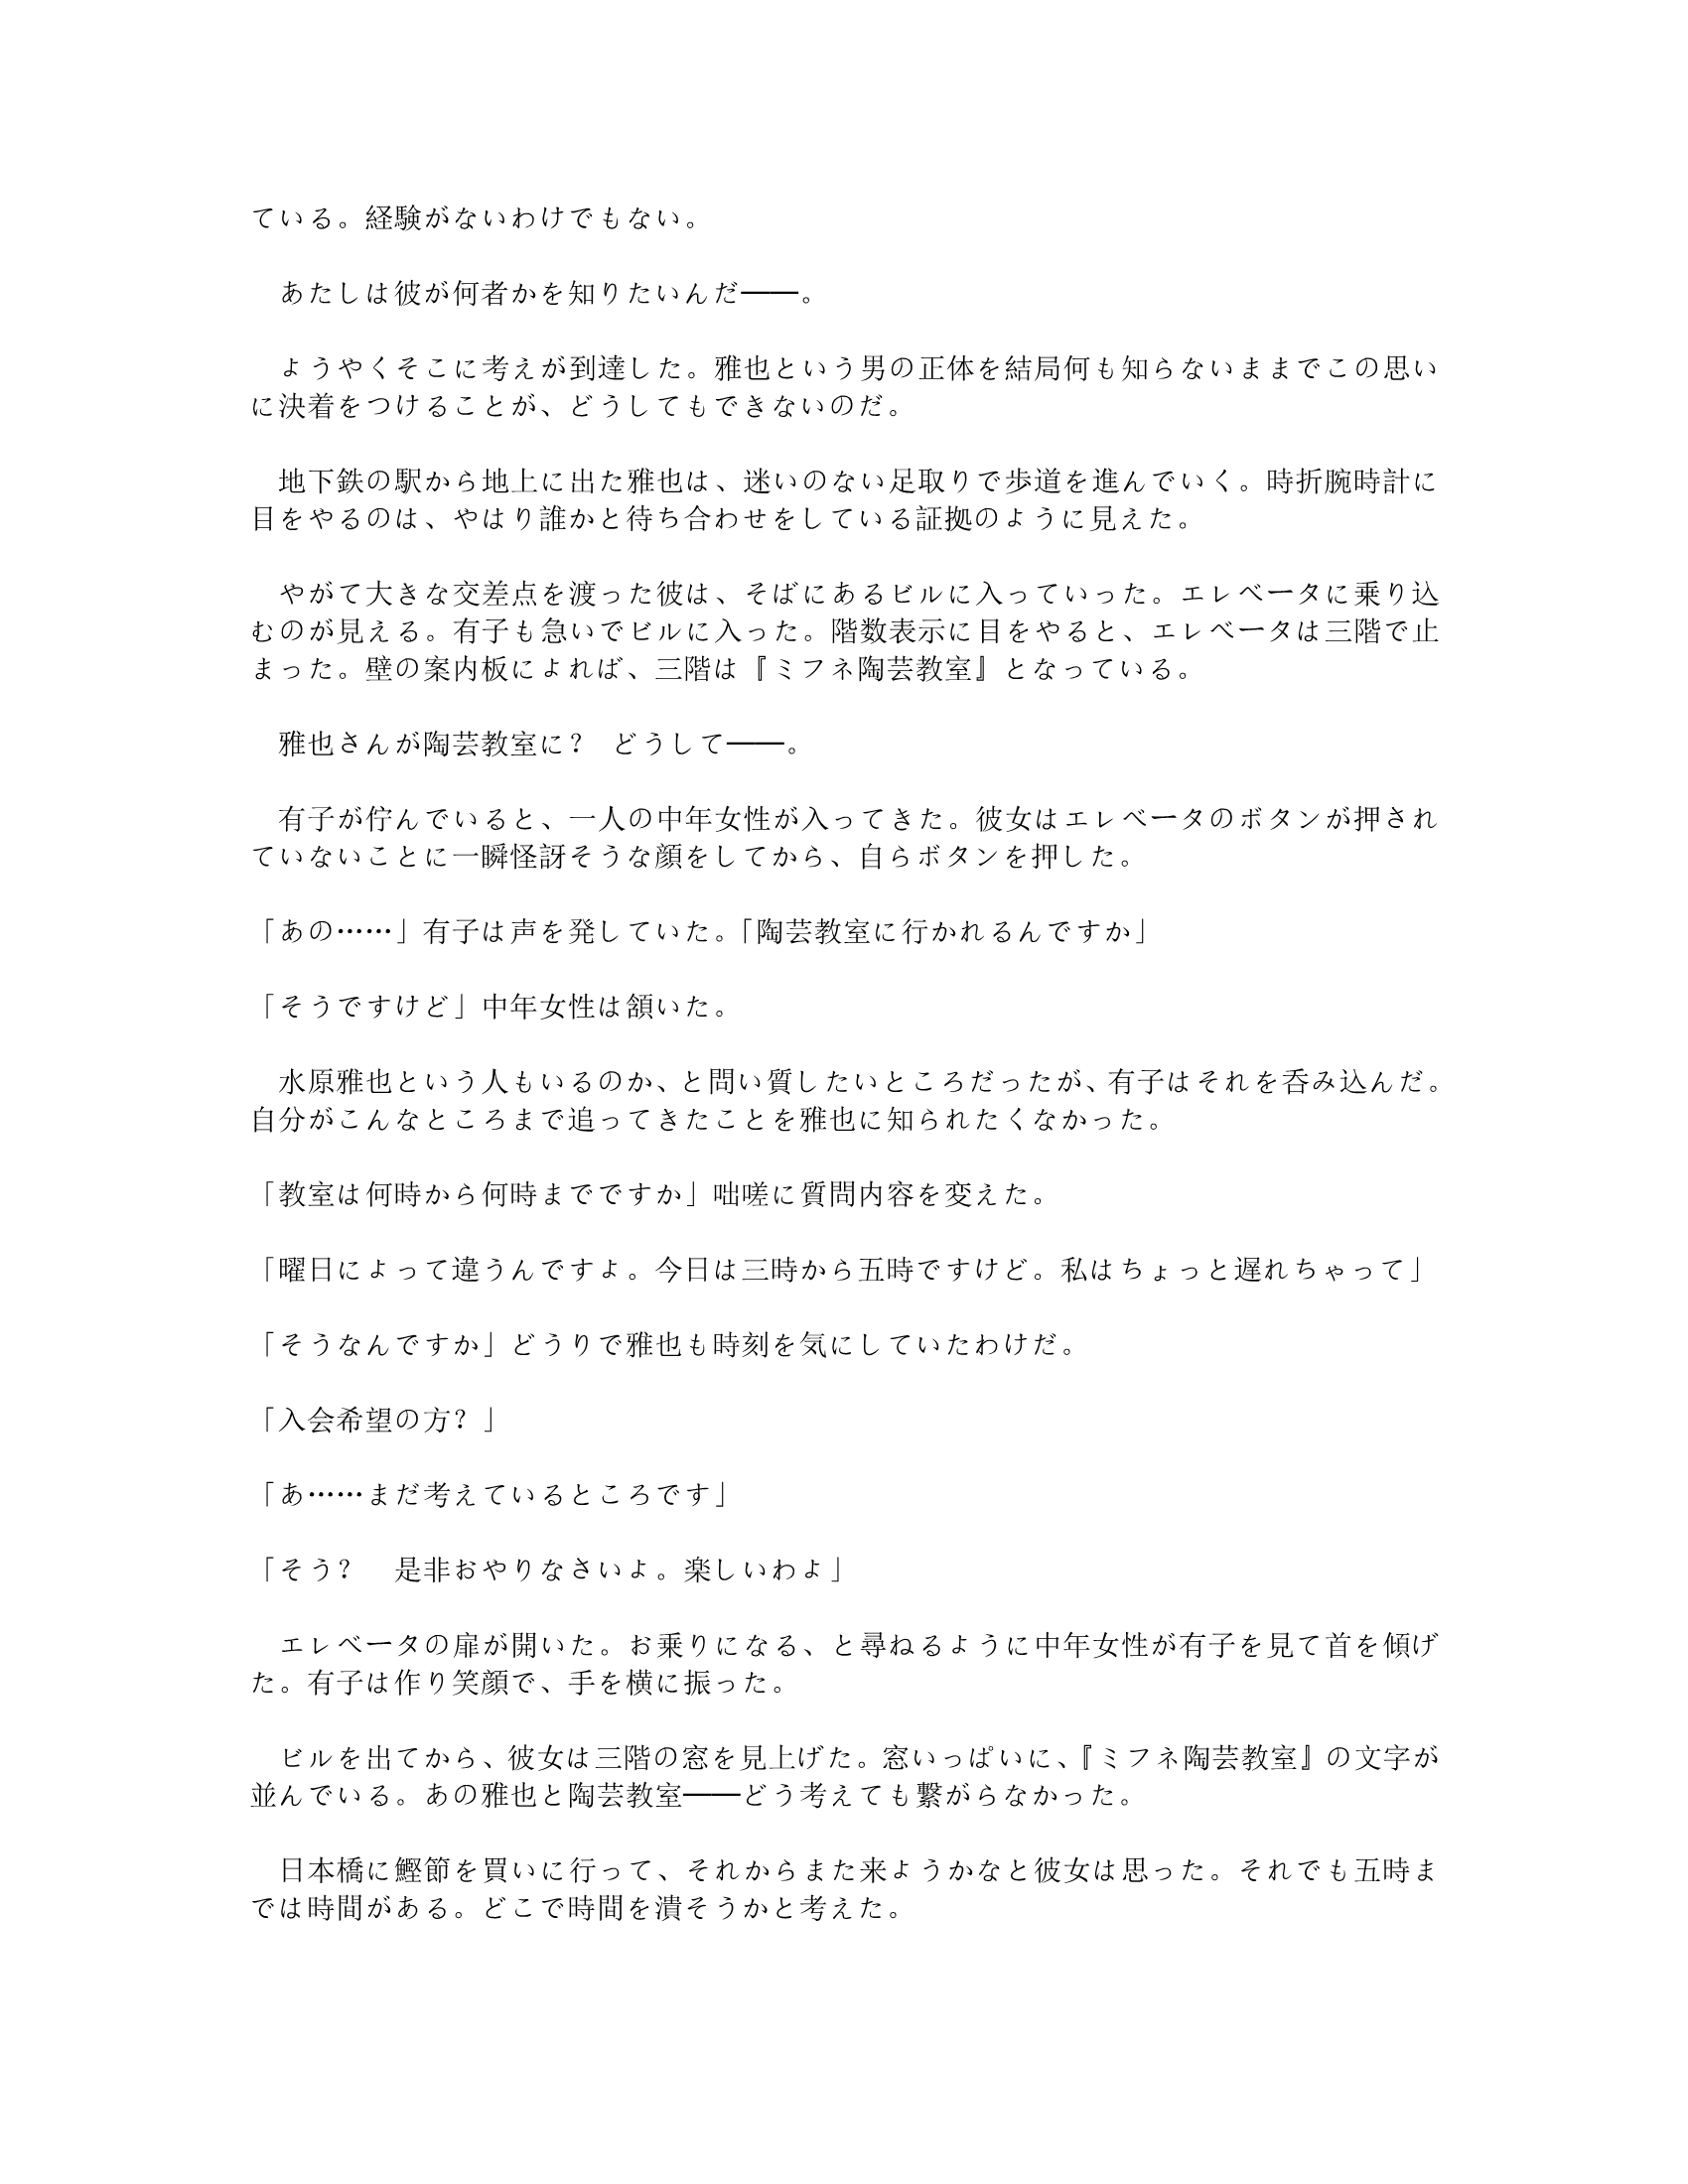 ている。経験がないわけでもない。
　あたしは彼が何者かを知りたいんだ――。
　ようやくそこに考えが到達した。雅也という男の正体を結局何も知らないままでこの思い
に決着をつけることが、どうしてもできないのだ。
　地下鉄の駅から地上に出た雅也は、迷いのない足取りで歩道を進んでいく。時折腕時計に
目をやるのは、やはり誰かと待ち合わせをしている証拠のように見えた。
　やがて大きな交差点を渡った彼は、そばにあるビルに入っていった。エレベータに乗り込
むのが見える。有子も急いでビルに入った。階数表示に目をやると、エレベータは三階で止
まった。壁の案内板によれば、三階は『ミフネ陶芸教室』となっている。
　雅也さんが陶芸教室に？　どうして――。
　有子が佇んでいると、一人の中年女性が入ってきた。彼女はエレベータのボタンが押され
ていないことに一瞬怪訝そうな顔をしてから、自らボタンを押した。
「あの……」有子は声を発していた。「陶芸教室に行かれるんですか」
「そうですけど」中年女性は頷いた。
　水原雅也という人もいるのか、と問い質したいところだったが、有子はそれを呑み込んだ。
自分がこんなところまで追ってきたことを雅也に知られたくなかった。
「教室は何時から何時までですか」咄嗟に質問内容を変えた。
「曜日によって違うんですよ。今日は三時から五時ですけど。私はちょっと遅れちゃって」
「そうなんですか」どうりで雅也も時刻を気にしていたわけだ。
「入会希望の方？」
「あ……まだ考えているところです」
「そう？　是非おやりなさいよ。楽しいわよ」
　エレベータの扉が開いた。お乗りになる、と尋ねるように中年女性が有子を見て首を傾げ
た。有子は作り笑顔で、手を横に振った。
　ビルを出てから、彼女は三階の窓を見上げた。窓いっぱいに、『ミフネ陶芸教室』の文字が
並んでいる。あの雅也と陶芸教室――どう考えても繋がらなかった。
　日本橋に鰹節を買いに行って、それからまた来ようかなと彼女は思った。それでも五時ま
では時間がある。どこで時間を潰そうかと考えた。